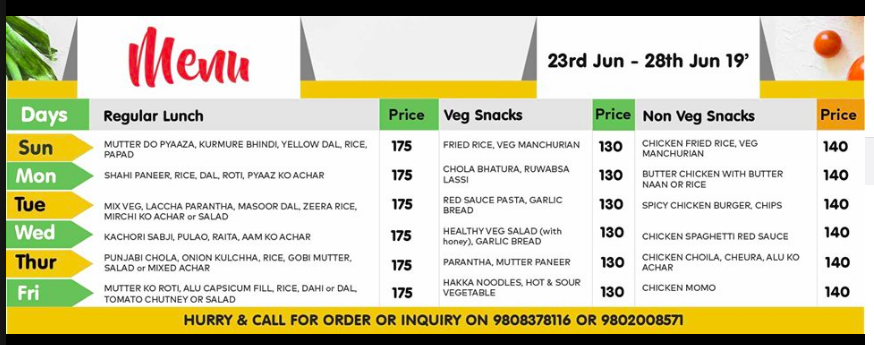 Menu
23rd Jun - 28th Jun 19’
Days Regular Lunch Price Veg Snacks Price Non Veg Snacks Price
Sun
MUTTER DO PYAAZA, KURMURE BHINDI, YELLOW DAL, RICE,
PAPAD
175
FRIED RICE, VEG MANCHURIAN
130
CHICKEN FRIED RICE, VEG
MANCHURIAN
140
Mon
SHAHI PANEER, RICE, DAL, ROTI, PYAAZ KO ACHAR
175
CHOLA BHATURA, RUWABSA
LASSI
130
BUTTER CHICKEN WITH BUTTER
NAAN OR RICE
140
Tue
MIX VEG, LACCHA PARANTHA, MASOOR DAL, ZEERA RICE,
MIRCHI KO ACHAR or SALAD
175
RED SAUCE PASTA, GARLIC
BREAD
130
SPICY CHICKEN BURGER, CHIPS
140
Wed
KACHORI SABJI, PULAO, RAITA, AAM KO ACHAR
175
HEALTHY VEG SALAD (with
honey), GARLIC BREAD
130
CHICKEN SPAGHETTI RED SAUCE
140
Thur
PUNJABI CHOLA, ONION KULCHHA, RICE, GOBI MUTTER,
SALAD or MIXED ACHAR
175
PARANTHA, MUTTER PANEER
130
CHICKEN CHOILA, CHEURA, ALU KO
ACHAR
140
Fri
MUTTER KO ROTI, ALU CAPSICUM FILL, RICE, DAHI or DAL,
TOMATO CHUTNEY OR SALAD
175
HAKKA NOODLES, HOT & SOUR
VEGETABLE
130
CHICKEN MOMO
140
HURRY & CALL FOR ORDER OR INQUIRY ON 9808378116 OR 9802008571